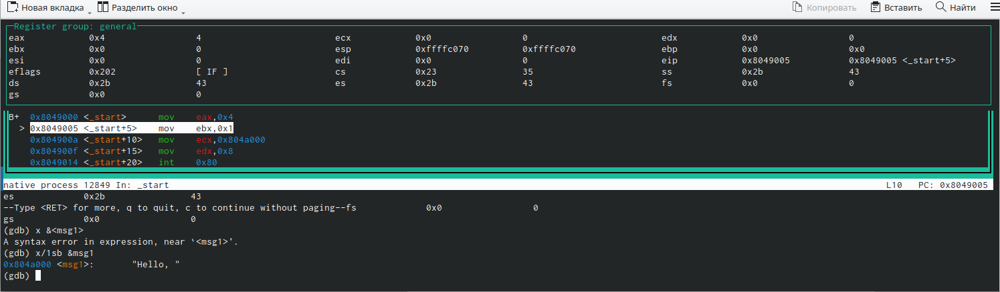 Новая вкладка Разделить окно Копировать Вставить Найти
Register group: general
eax 0x4 4 ecx 0x0 0 edx 0x0 0
ebx 0x0 0 esp 0xffffc070 0xffffc070 ebp 0x0 0x0
esi 0x0 0 edi 0x0 0 eip 0x8049005 0x8049005 <_start+5>
eflags 0x202 [ IF ] cs 0x23 35 ss 0x2b 43
ds 0x2b 43 es 0x2b 43 fs 0x0 0
gs 0x0 0
B+ 0x8049000 <_start> mov eax,0x4
> 0x8049005 <_start+5> mov ebx,0x1
0x804900a <_start+10> mov ecx,0x804a000
0x804900f <_start+15> mov edx,0x8
0x8049014 <_start+20> int 0x80
native process 12849 In: _start L10 PC: 0x8049005
es 0x2b 43
--Type <RET> for more, q to quit, c to continue without paging--fs 0x0 0
gs 0x0 0
(gdb) x &<msg1>
A syntax error in expression, near `<msg1>'.
(gdb) x/1sb &msg1
0x804a000 <msg1>: "Hello, "
(gdb)